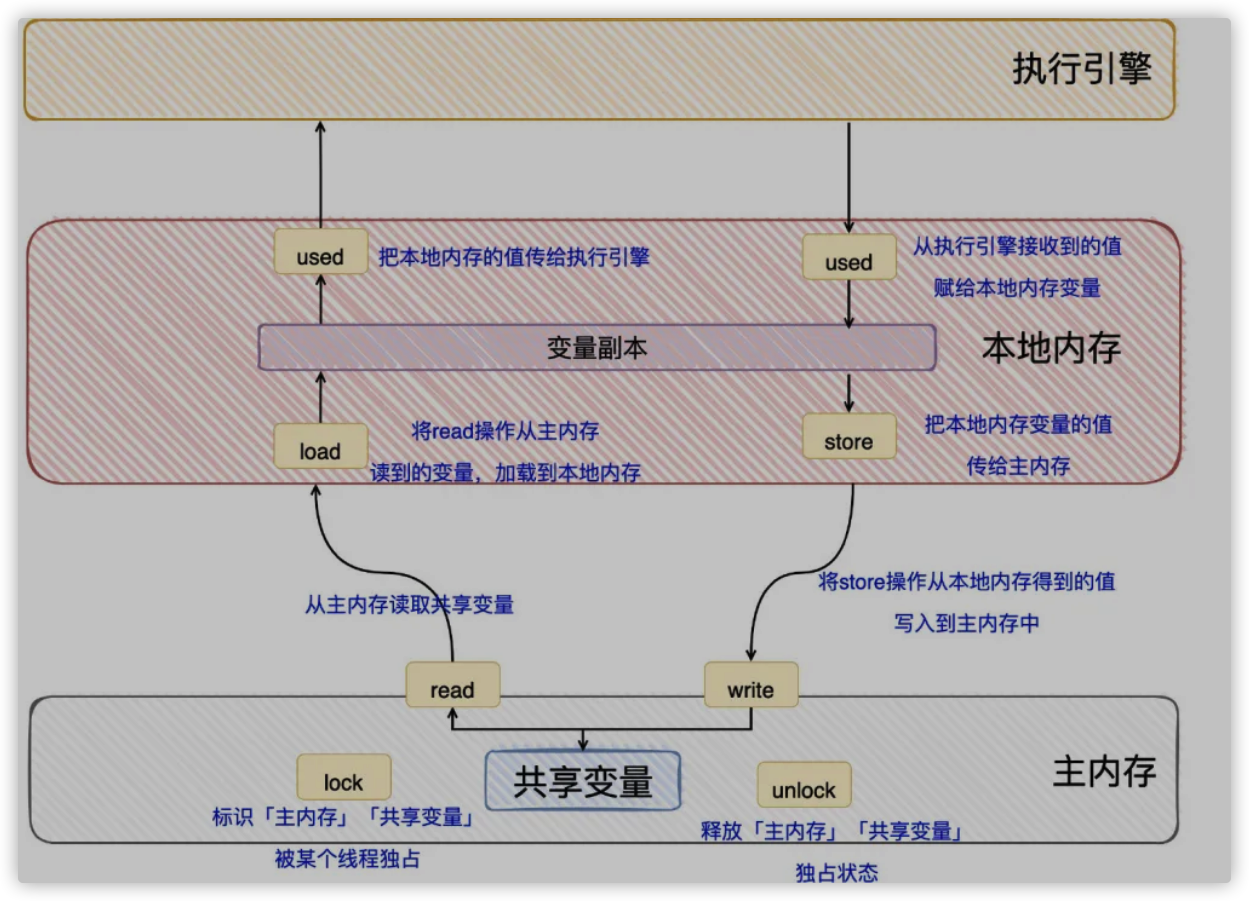 执行引擎
used
把本地内存的值传给执行引擎
used
从执行引擎接收到的值
赋给本地内存变量
变量副本
本地内存
load
将read操作从主内存
读到的变量，加载到本地内存
store
把本地内存变量的值
传给主内存
从主内存读取共享变量
将store操作从本地内存得到的值
写入到主内存中
read
write
主内存
lock
标识「主内存」「共享变量」
被某个线程独占
共享变量
unlock
释放「主内存」「共享变量」
独占状态